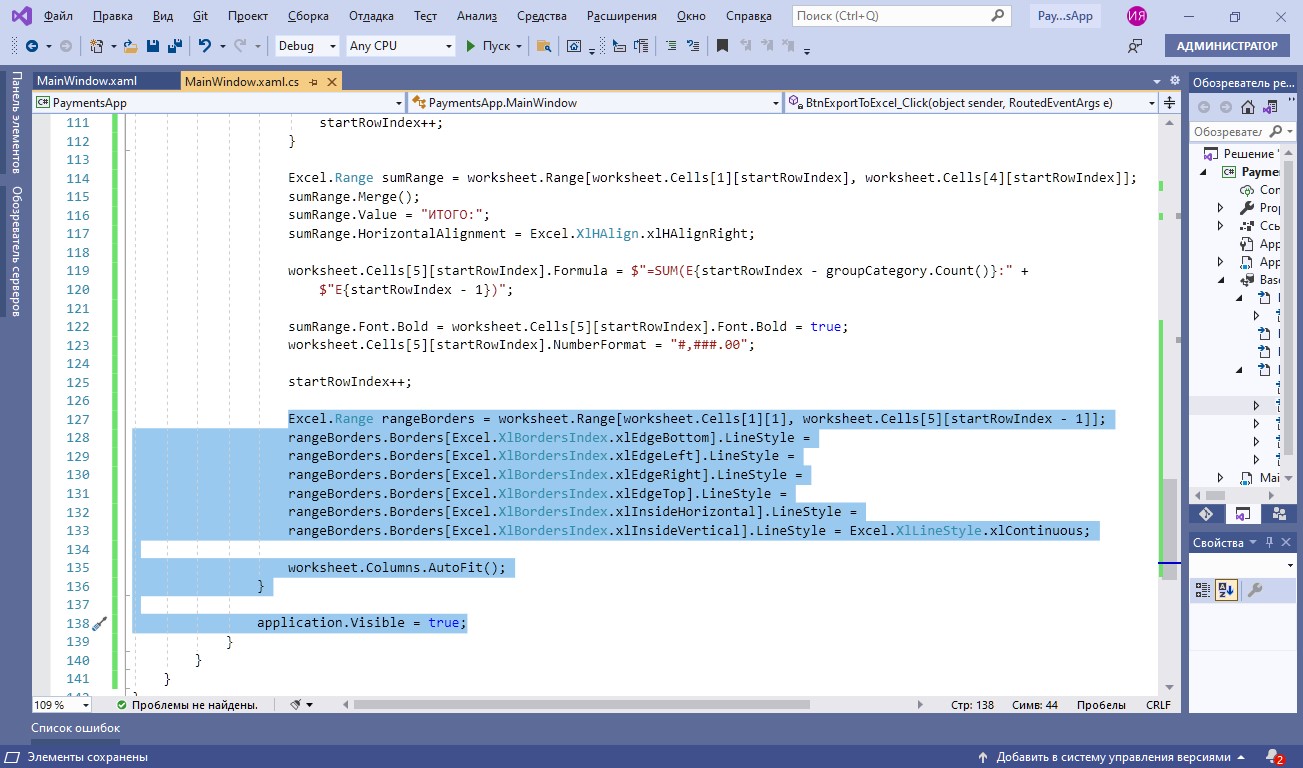 Файл Правка Вид Git Проект Сборка Отладка Тест Анализ Средства Расширения Окно Справка Поиск (Ctrl+Q) Pay...sApp ИЯ
Debug Any CPU Пуск АДМИНИСТРАТОР
MainWindow.xaml MainWindow.xaml.cs
PaymentsApp PaymentsApp.MainWindow BtnExportToExcel_Click(object sender, RoutedEventArgs e)
Панель элементов
Обозреватель серверов
111 startRowIndex++;
112 }
113
114 Excel.Range sumRange = worksheet.Range[worksheet.Cells[1][startRowIndex], worksheet.Cells[4][startRowIndex]];
115 sumRange.Merge();
116 sumRange.Value = "ИТОГО:";
117 sumRange.HorizontalAlignment = Excel.XlHAlign.xlHAlignRight;
118
119 worksheet.Cells[5][startRowIndex].Formula = $"=SUM(E{startRowIndex - groupCategory.Count()}:" +
120 $"E{startRowIndex - 1})";
121
122 sumRange.Font.Bold = worksheet.Cells[5][startRowIndex].Font.Bold = true;
123 worksheet.Cells[5][startRowIndex].NumberFormat = "#,###.00";
124
125 startRowIndex++;
126
127 Excel.Range rangeBorders = worksheet.Range[worksheet.Cells[1][1], worksheet.Cells[5][startRowIndex - 1]];
128 rangeBorders.Borders[Excel.XlBordersIndex.xlEdgeBottom].LineStyle =
129 rangeBorders.Borders[Excel.XlBordersIndex.xlEdgeLeft].LineStyle =
130 rangeBorders.Borders[Excel.XlBordersIndex.xlEdgeRight].LineStyle =
131 rangeBorders.Borders[Excel.XlBordersIndex.xlEdgeTop].LineStyle =
132 rangeBorders.Borders[Excel.XlBordersIndex.xlInsideHorizontal].LineStyle =
133 rangeBorders.Borders[Excel.XlBordersIndex.xlInsideVertical].LineStyle = Excel.XlLineStyle.xlContinuous;
134
135 worksheet.Columns.AutoFit();
136 }
137
138 application.Visible = true;
139 }
140 }
141 }
109 % Проблемы не найдены. Стр: 138 Симв: 44 Пробелы CRLF
Обозреватель ре...
Обозревател
Решение
Payme
Con
Prop
Ссы
App
App
Base
Mai
Свойства
Список ошибок
Элементы сохранены Добавить в систему управления версиями 2